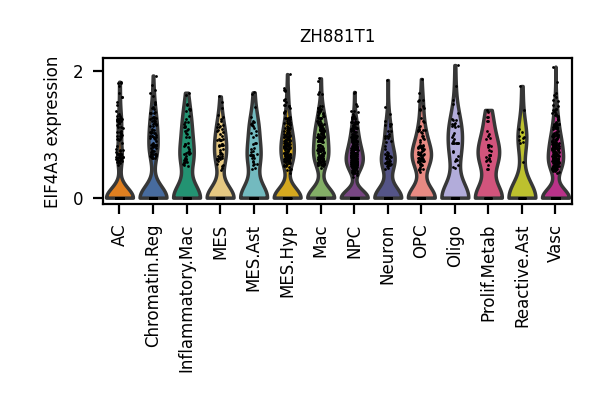 ZH881T1
EIF4A3 expression
2
0
AC
Chromatin.Reg
Inflammatory.Mac
MES
MES.Ast
MES.Hyp
Mac
NPC
Neuron
OPC
Oligo
Prolif.Metab
Reactive.Ast
Vasc